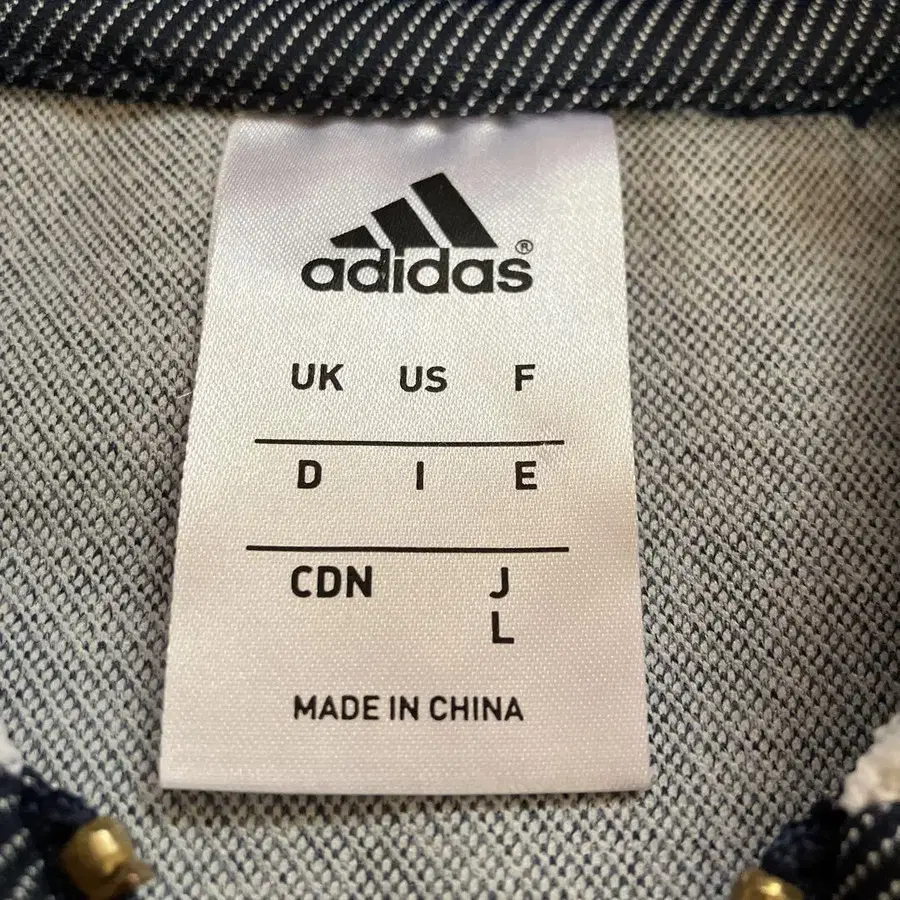 adidas®
UK US F
D I E
CDN J
L
MADE IN CHINA